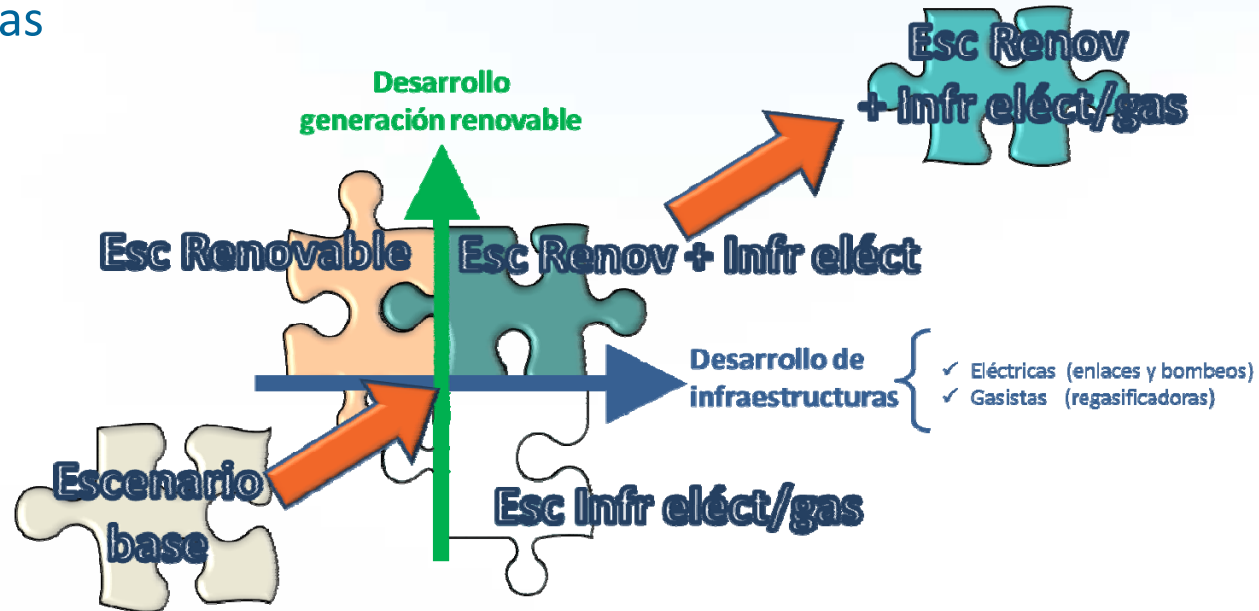 as
Desarrollo
generación renovable
Esc Renov
+ Infr eléct/gas
Esc Renovable
Esc Renov + Infr eléct
Desarrollo de
infraestructuras
✓ Eléctricas (enlaces y bombeos)
✓ Gasistas (regasificadoras)
Escenario
base
Esc Infr eléct/gas